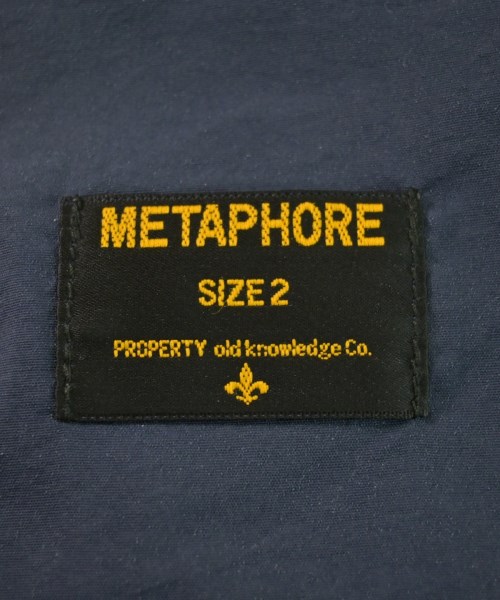 METAPHORE
SIZE 2
PROPERTY old knowledge Co.